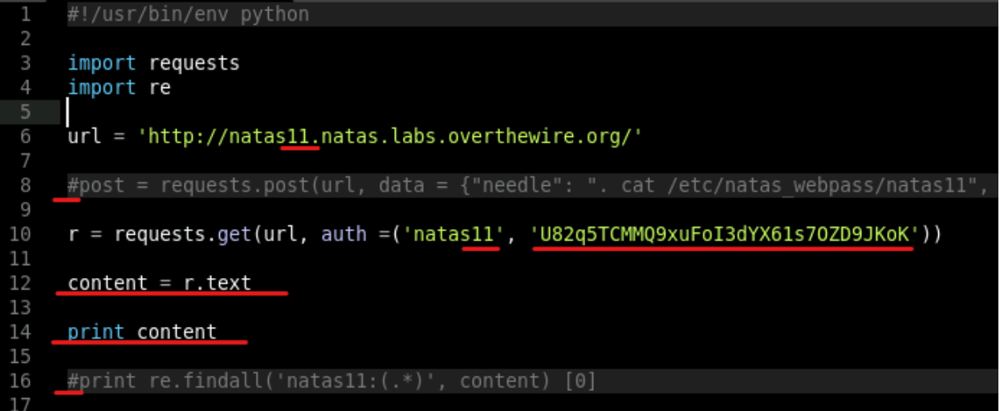 1 #!/usr/bin/env python
2
3 import requests
4 import re
5
6 url = 'http://natas11.natas.labs.overthewire.org/'
7
8 #post = requests.post(url, data = {"needle": ". cat /etc/natas_webpass/natas11",
9
10 r = requests.get(url, auth =('natas11', 'U82q5TCMMQ9xuFoI3dYX61s7OZD9JKoK'))
11
12 content = r.text
13
14 print content
15
16 #print re.findall('natas11:(.*)', content) [0]
17